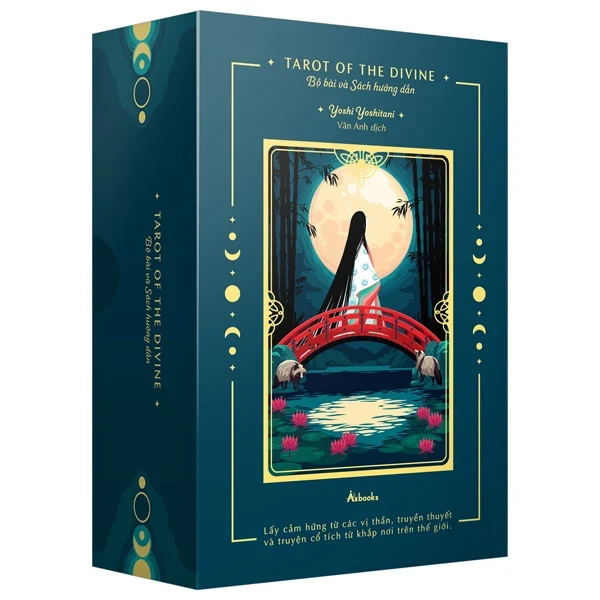 TAROT OF THE DIVINE
Bộ bài và Sách hướng dẫn
Yoshi Yoshitani
Vân Anh dịch
Az books
Lấy cảm hứng từ các vị thần, truyền thuyết
và truyện cổ tích từ khắp nơi trên thế giới.
TAROT OF THE DIVINE
Bộ bài và Sách hướng dẫn